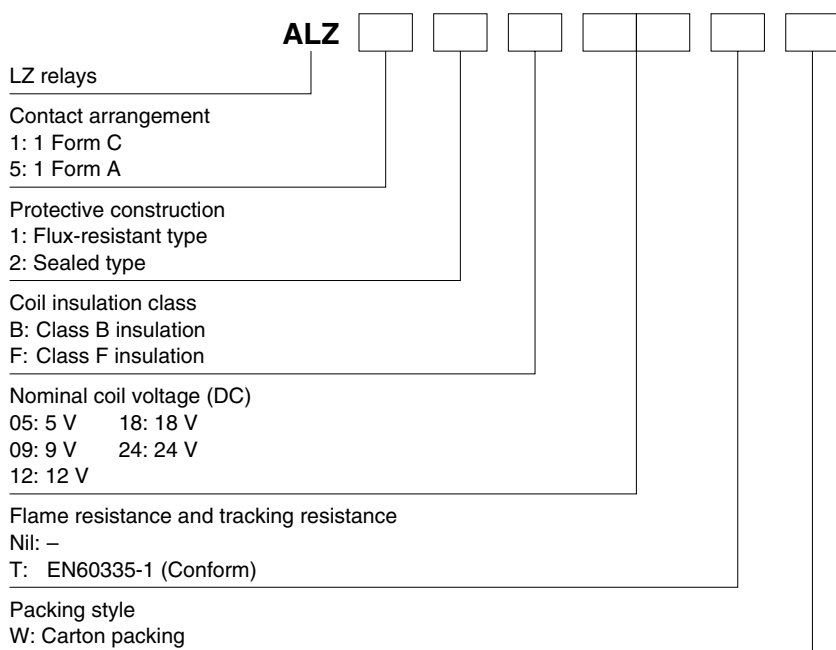 ALZ
LZ relays
Contact arrangement
1: 1 Form C
5: 1 Form A
Protective construction
1: Flux-resistant type
2: Sealed type
Coil insulation class
B: Class B insulation
F: Class F insulation
Nominal coil voltage (DC)
05: 5 V 18: 18 V
09: 9 V 24: 24 V
12: 12 V
Flame resistance and tracking resistance
Nil: –
T: EN60335-1 (Conform)
Packing style
W: Carton packing